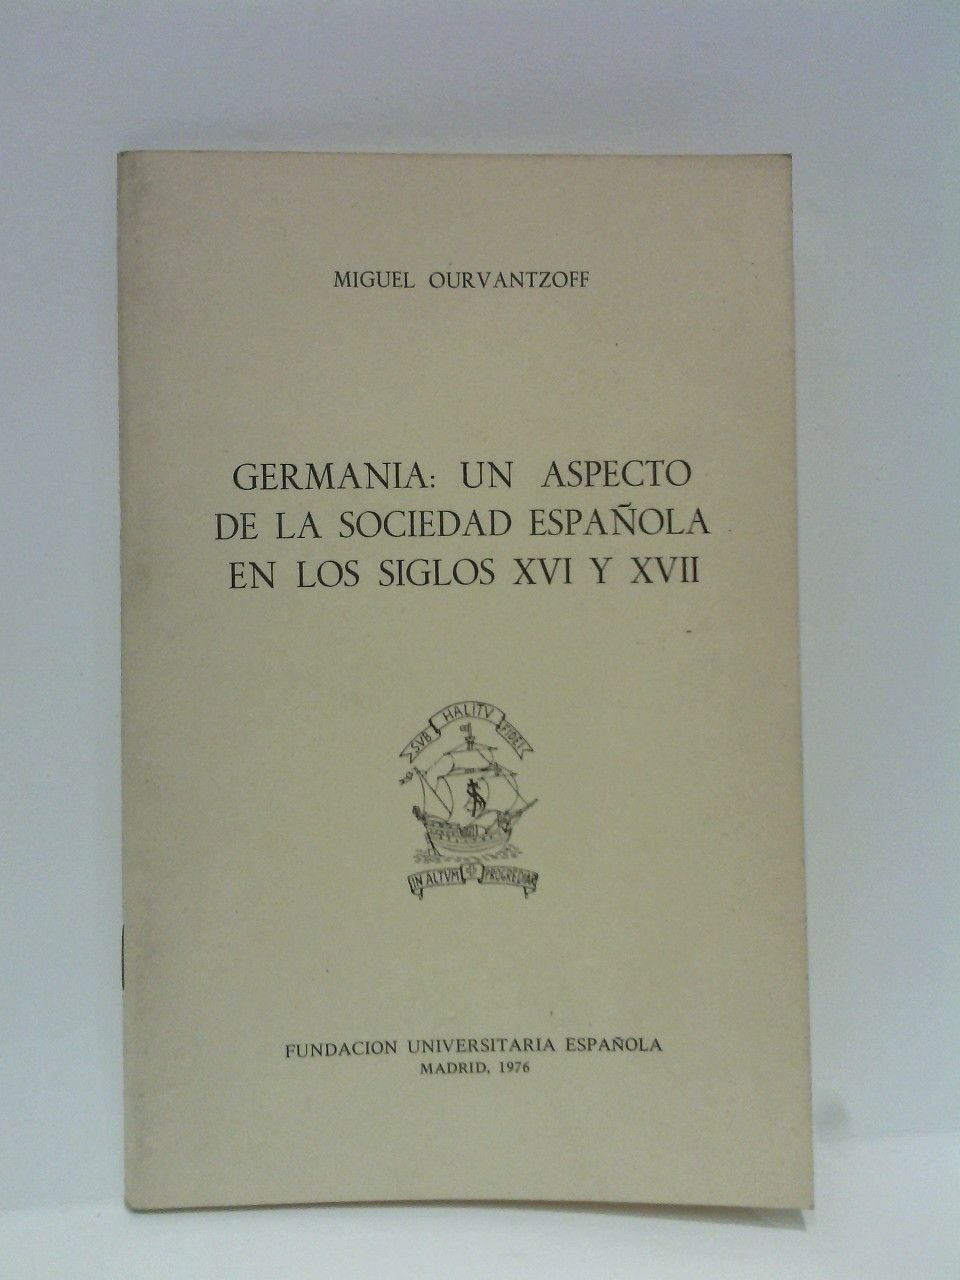 MIGUEL OURVANTZOFF
GERMANIA: UN ASPECTO
DE LA SOCIEDAD ESPAÑOLA
EN LOS SIGLOS XVI Y XVII
SVB HALITV FIDEI
IN ALTVM PROGREDIAR
FUNDACION UNIVERSITARIA ESPAÑOLA
MADRID, 1976